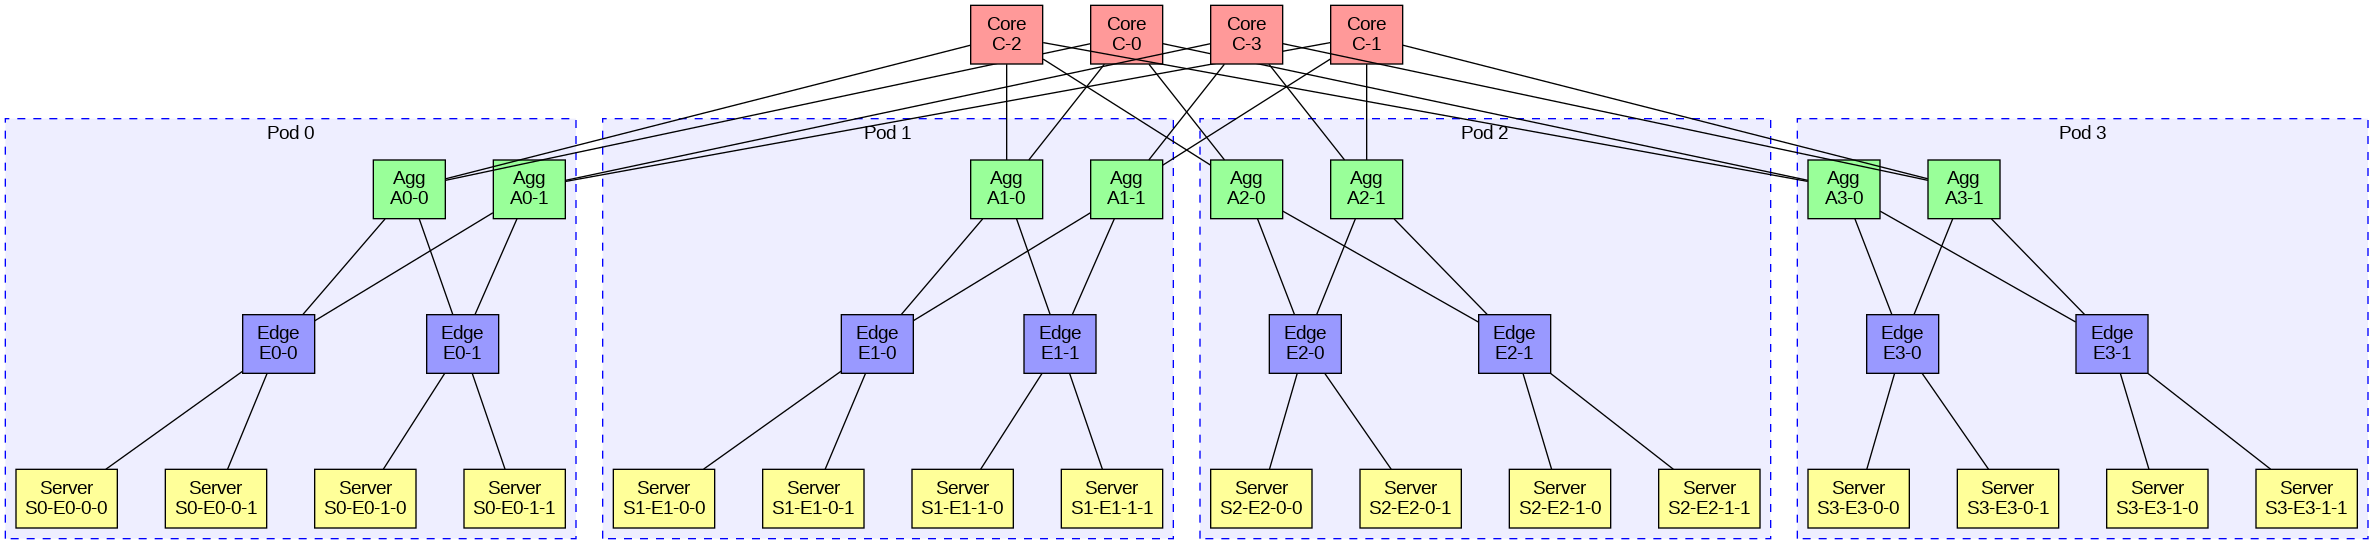 Core
C-2
Core
C-0
Core
C-3
Core
C-1
Pod 0
Pod 1
Pod 2
Pod 3
Agg
A0-0
Agg
A0-1
Agg
A1-0
Agg
A1-1
Agg
A2-0
Agg
A2-1
Agg
A3-0
Agg
A3-1
Edge
E0-0
Edge
E0-1
Edge
E1-0
Edge
E1-1
Edge
E2-0
Edge
E2-1
Edge
E3-0
Edge
E3-1
Server
S0-E0-0-0
Server
S0-E0-0-1
Server
S0-E0-1-0
Server
S0-E0-1-1
Server
S1-E1-0-0
Server
S1-E1-0-1
Server
S1-E1-1-0
Server
S1-E1-1-1
Server
S2-E2-0-0
Server
S2-E2-0-1
Server
S2-E2-1-0
Server
S2-E2-1-1
Server
S3-E3-0-0
Server
S3-E3-0-1
Server
S3-E3-1-0
Server
S3-E3-1-1